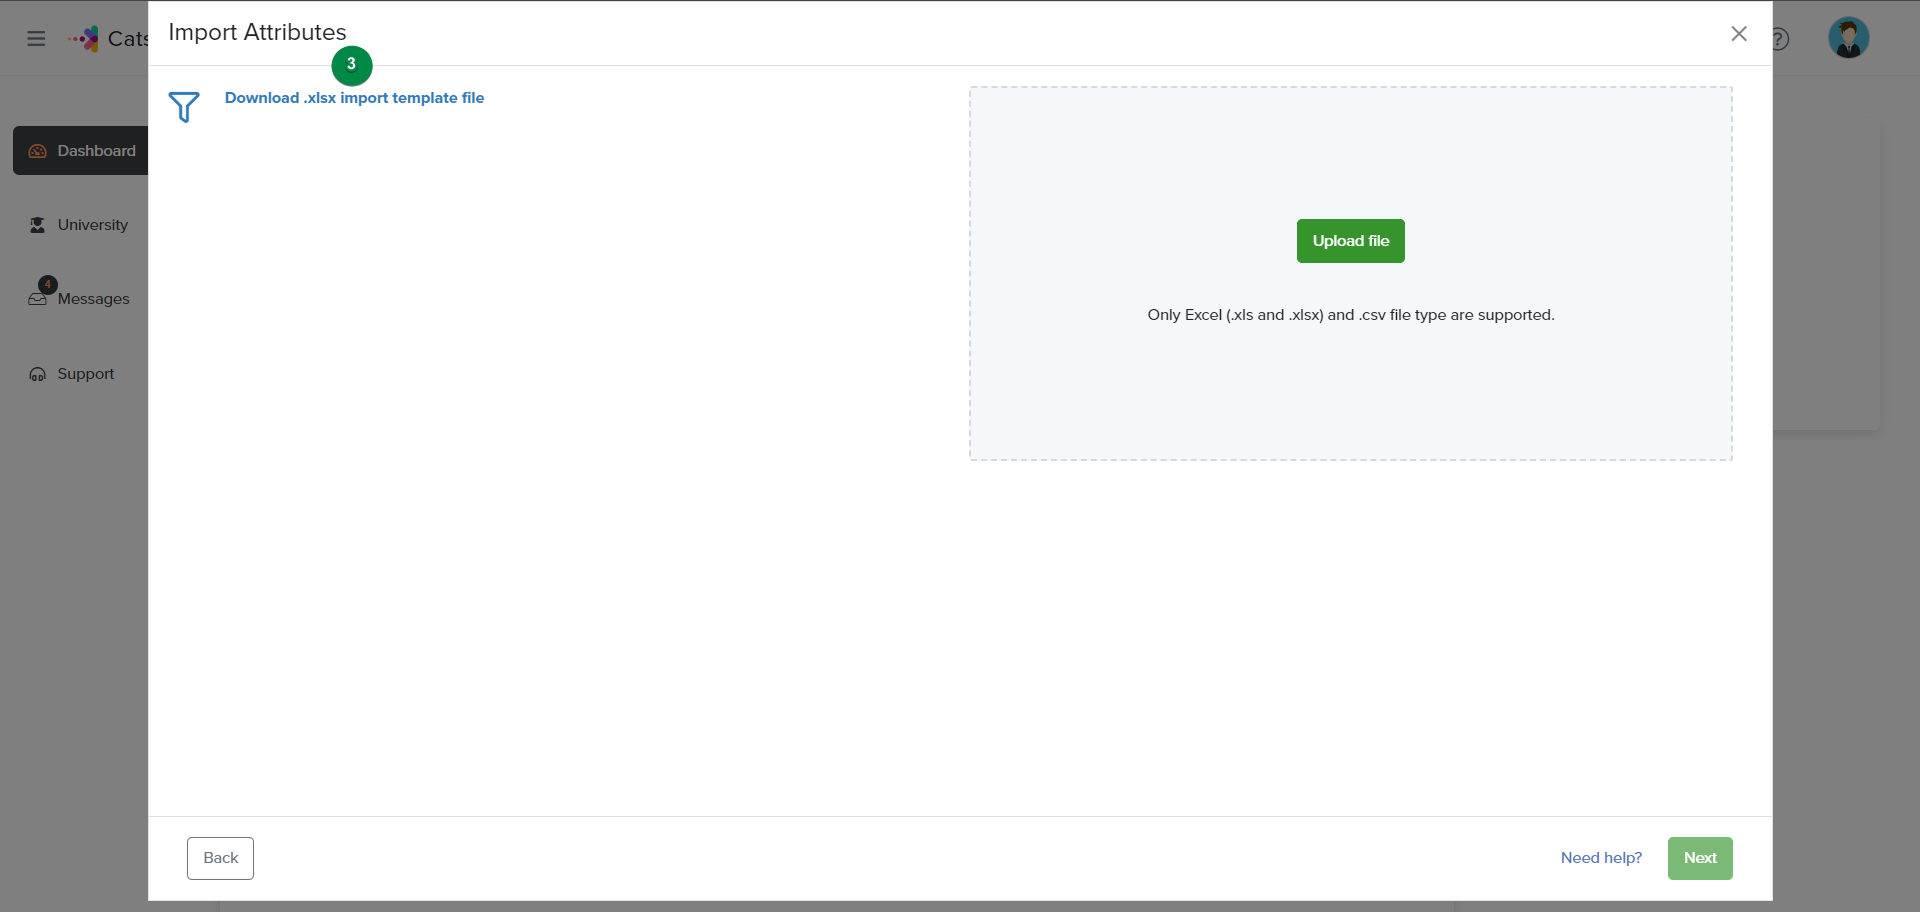 Import Attributes
Cats
3
Download .xlsx import template file
Dashboard
University
4
Messages
Support
Upload file
Only Excel (.xls and .xlsx) and .csv file type are supported.
?
Back
Need help?
Next